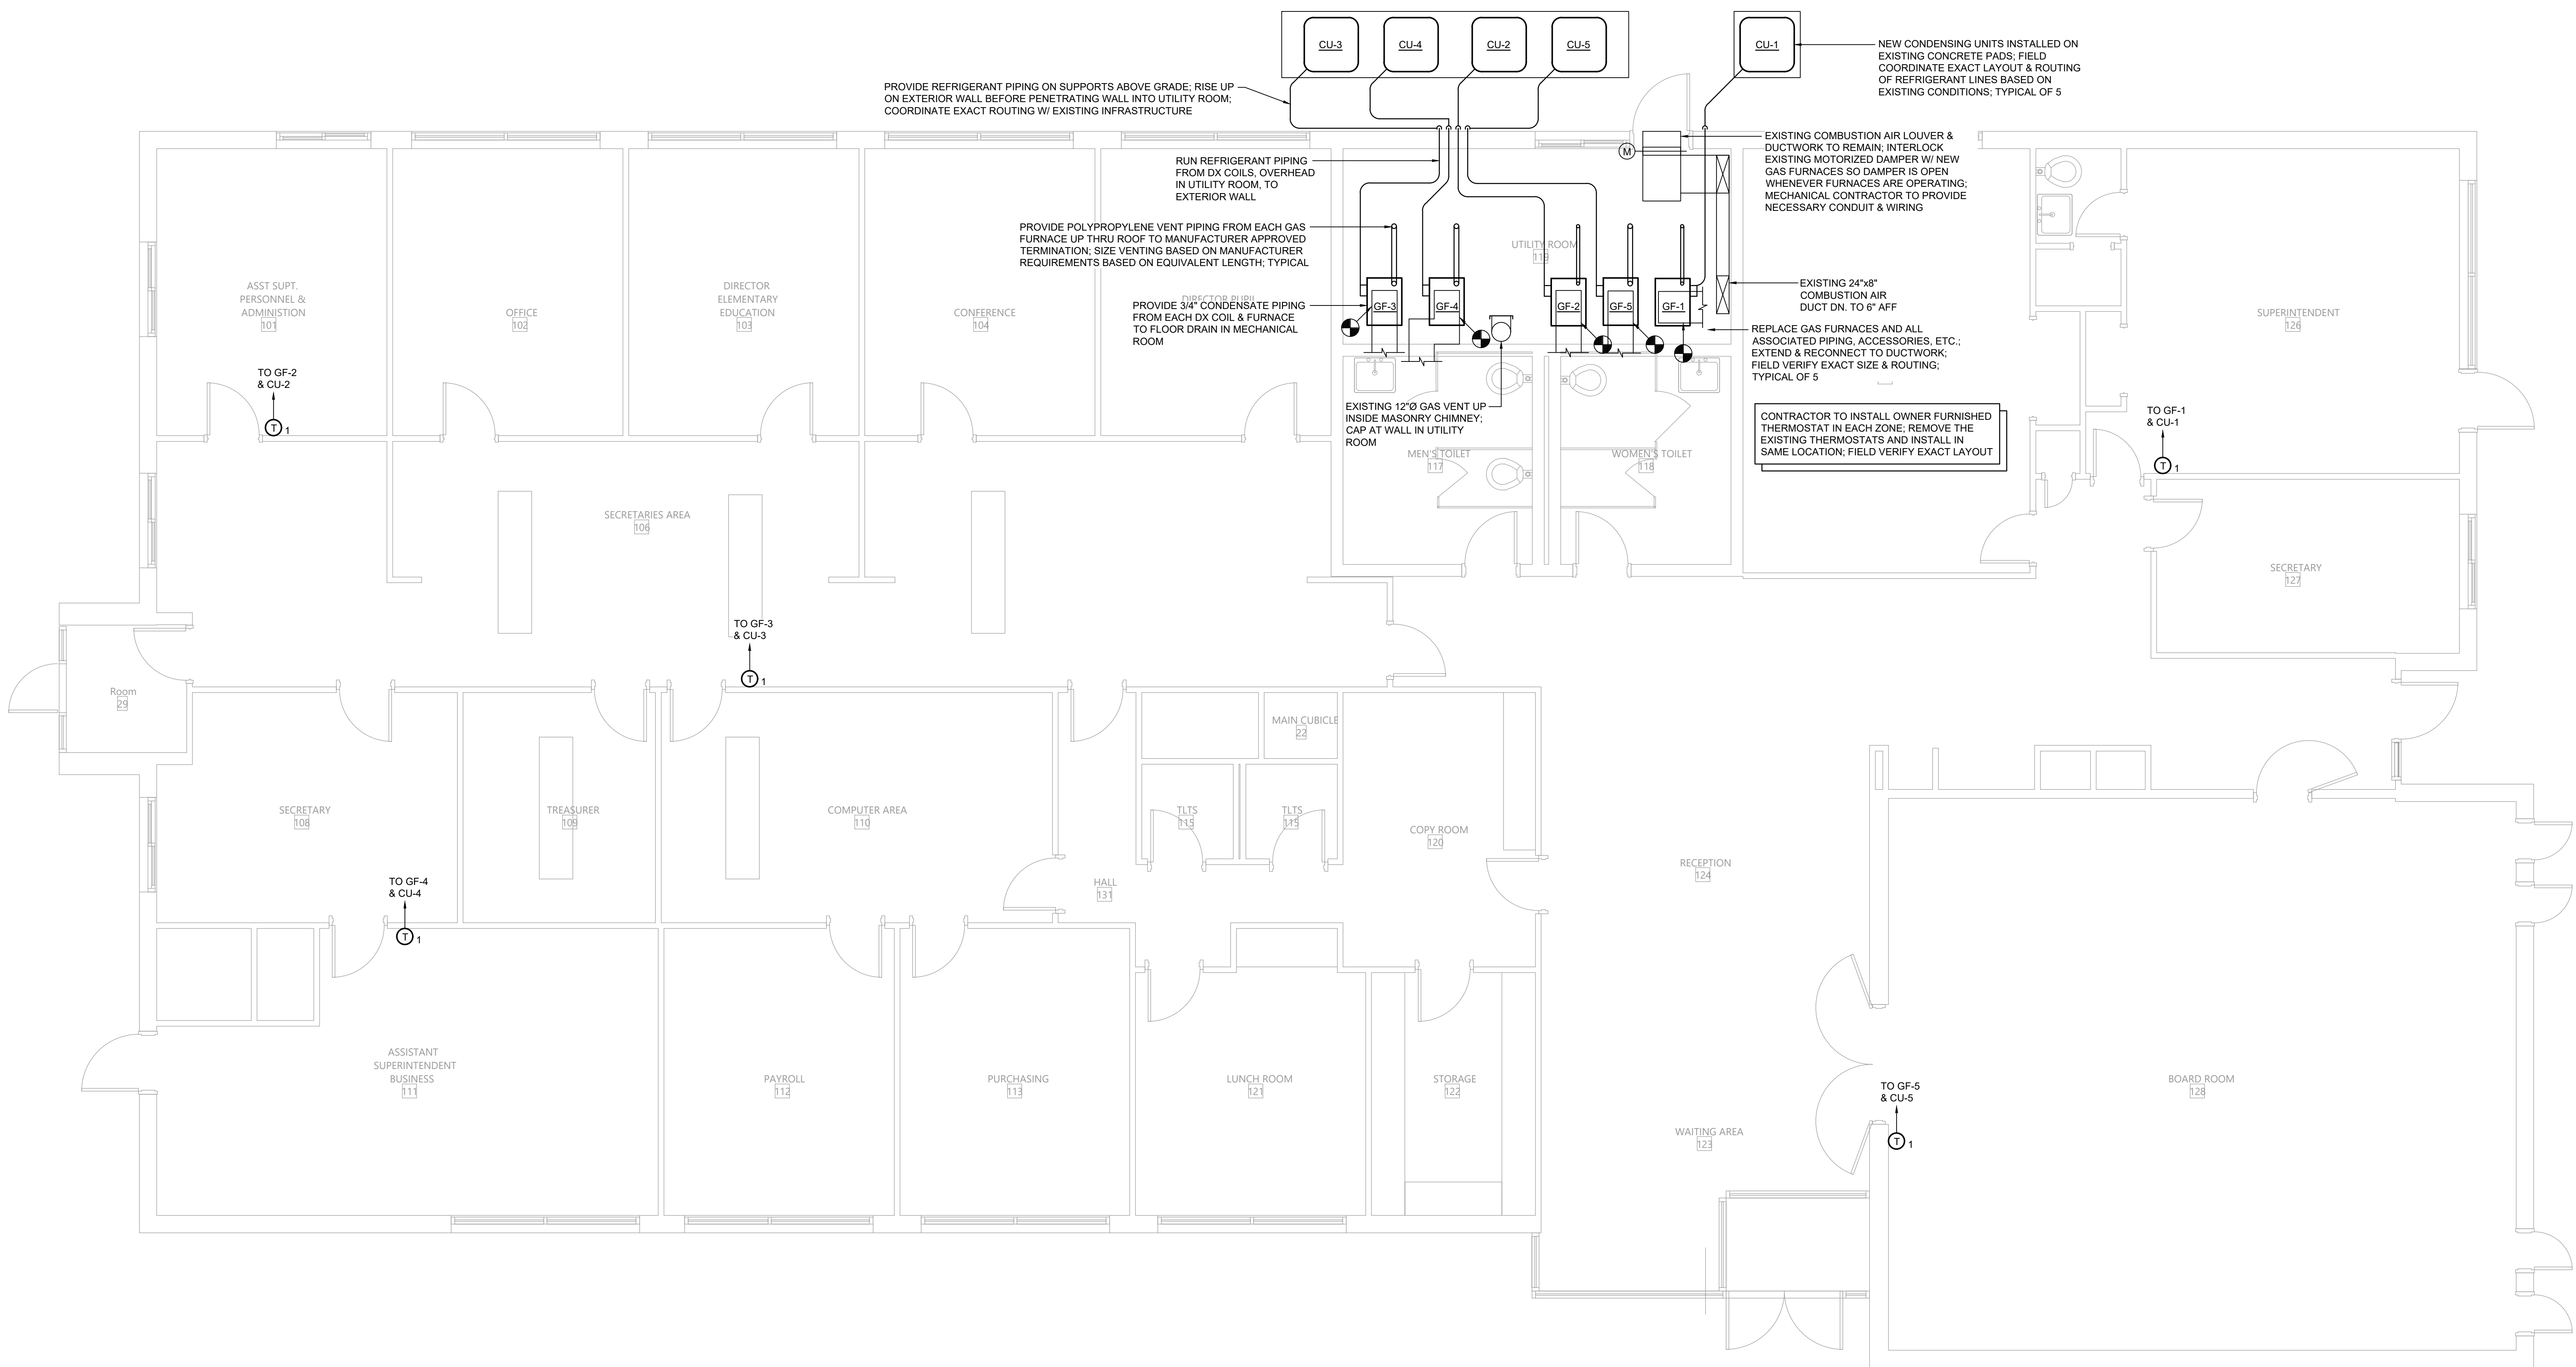 CU-3
CU-4
CU-2
CU-5
CU-1
NEW CONDENSING UNITS INSTALLED ON
EXISTING CONCRETE PADS; FIELD
COORDINATE EXACT LAYOUT & ROUTING
OF REFRIGERANT LINES BASED ON
EXISTING CONDITIONS; TYPICAL OF 5
PROVIDE REFRIGERANT PIPING ON SUPPORTS ABOVE GRADE; RISE UP
ON EXTERIOR WALL BEFORE PENETRATING WALL INTO UTILITY ROOM;
COORDINATE EXACT ROUTING W/ EXISTING INFRASTRUCTURE
RUN REFRIGERANT PIPING
FROM DX COILS, OVERHEAD
IN UTILITY ROOM, TO
EXTERIOR WALL
M
EXISTING COMBUSTION AIR LOUVER &
DUCTWORK TO REMAIN; INTERLOCK
EXISTING MOTORIZED DAMPER W/ NEW
GAS FURNACES SO DAMPER IS OPEN
WHENEVER FURNACES ARE OPERATING;
MECHANICAL CONTRACTOR TO PROVIDE
NECESSARY CONDUIT & WIRING
PROVIDE POLYPROPYLENE VENT PIPING FROM EACH GAS
FURNACE UP THRU ROOF TO MANUFACTURER APPROVED
TERMINATION; SIZE VENTING BASED ON MANUFACTURER
REQUIREMENTS BASED ON EQUIVALENT LENGTH; TYPICAL
UTILITY ROOM
119
ASST SUPT.
PERSONNEL &
ADMINISTION
101
OFFICE
102
DIRECTOR
ELEMENTARY
EDUCATION
103
CONFERENCE
104
DIRECTOR PUPIL
PROVIDE 3/4" CONDENSATE PIPING
FROM EACH DX COIL & FURNACE
TO FLOOR DRAIN IN MECHANICAL
ROOM
GF-3
GF-4
GF-2
GF-5
GF-1
EXISTING 24"x8"
COMBUSTION AIR
DUCT DN. TO 6" AFF
REPLACE GAS FURNACES AND ALL
ASSOCIATED PIPING, ACCESSORIES, ETC.;
EXTEND & RECONNECT TO DUCTWORK;
FIELD VERIFY EXACT SIZE & ROUTING;
TYPICAL OF 5
SUPERINTENDENT
126
TO GF-2
& CU-2
T 1
EXISTING 12"Ø GAS VENT UP
INSIDE MASONRY CHIMNEY;
CAP AT WALL IN UTILITY
ROOM
CONTRACTOR TO INSTALL OWNER FURNISHED
THERMOSTAT IN EACH ZONE; REMOVE THE
EXISTING THERMOSTATS AND INSTALL IN
SAME LOCATION; FIELD VERIFY EXACT LAYOUT
TO GF-1
& CU-1
T 1
MEN'S TOILET
117
WOMEN'S TOILET
118
SECRETARIES AREA
106
SECRETARY
127
TO GF-3
& CU-3
T 1
Room
29
MAIN CUBICLE
22
SECRETARY
108
TREASURER
109
COMPUTER AREA
110
TLTS
115
TLTS
115
COPY ROOM
120
RECEPTION
124
HALL
131
TO GF-4
& CU-4
T 1
ASSISTANT
SUPERINTENDENT
BUSINESS
111
PAYROLL
112
PURCHASING
113
LUNCH ROOM
121
STORAGE
122
WAITING AREA
123
TO GF-5
& CU-5
T 1
BOARD ROOM
128